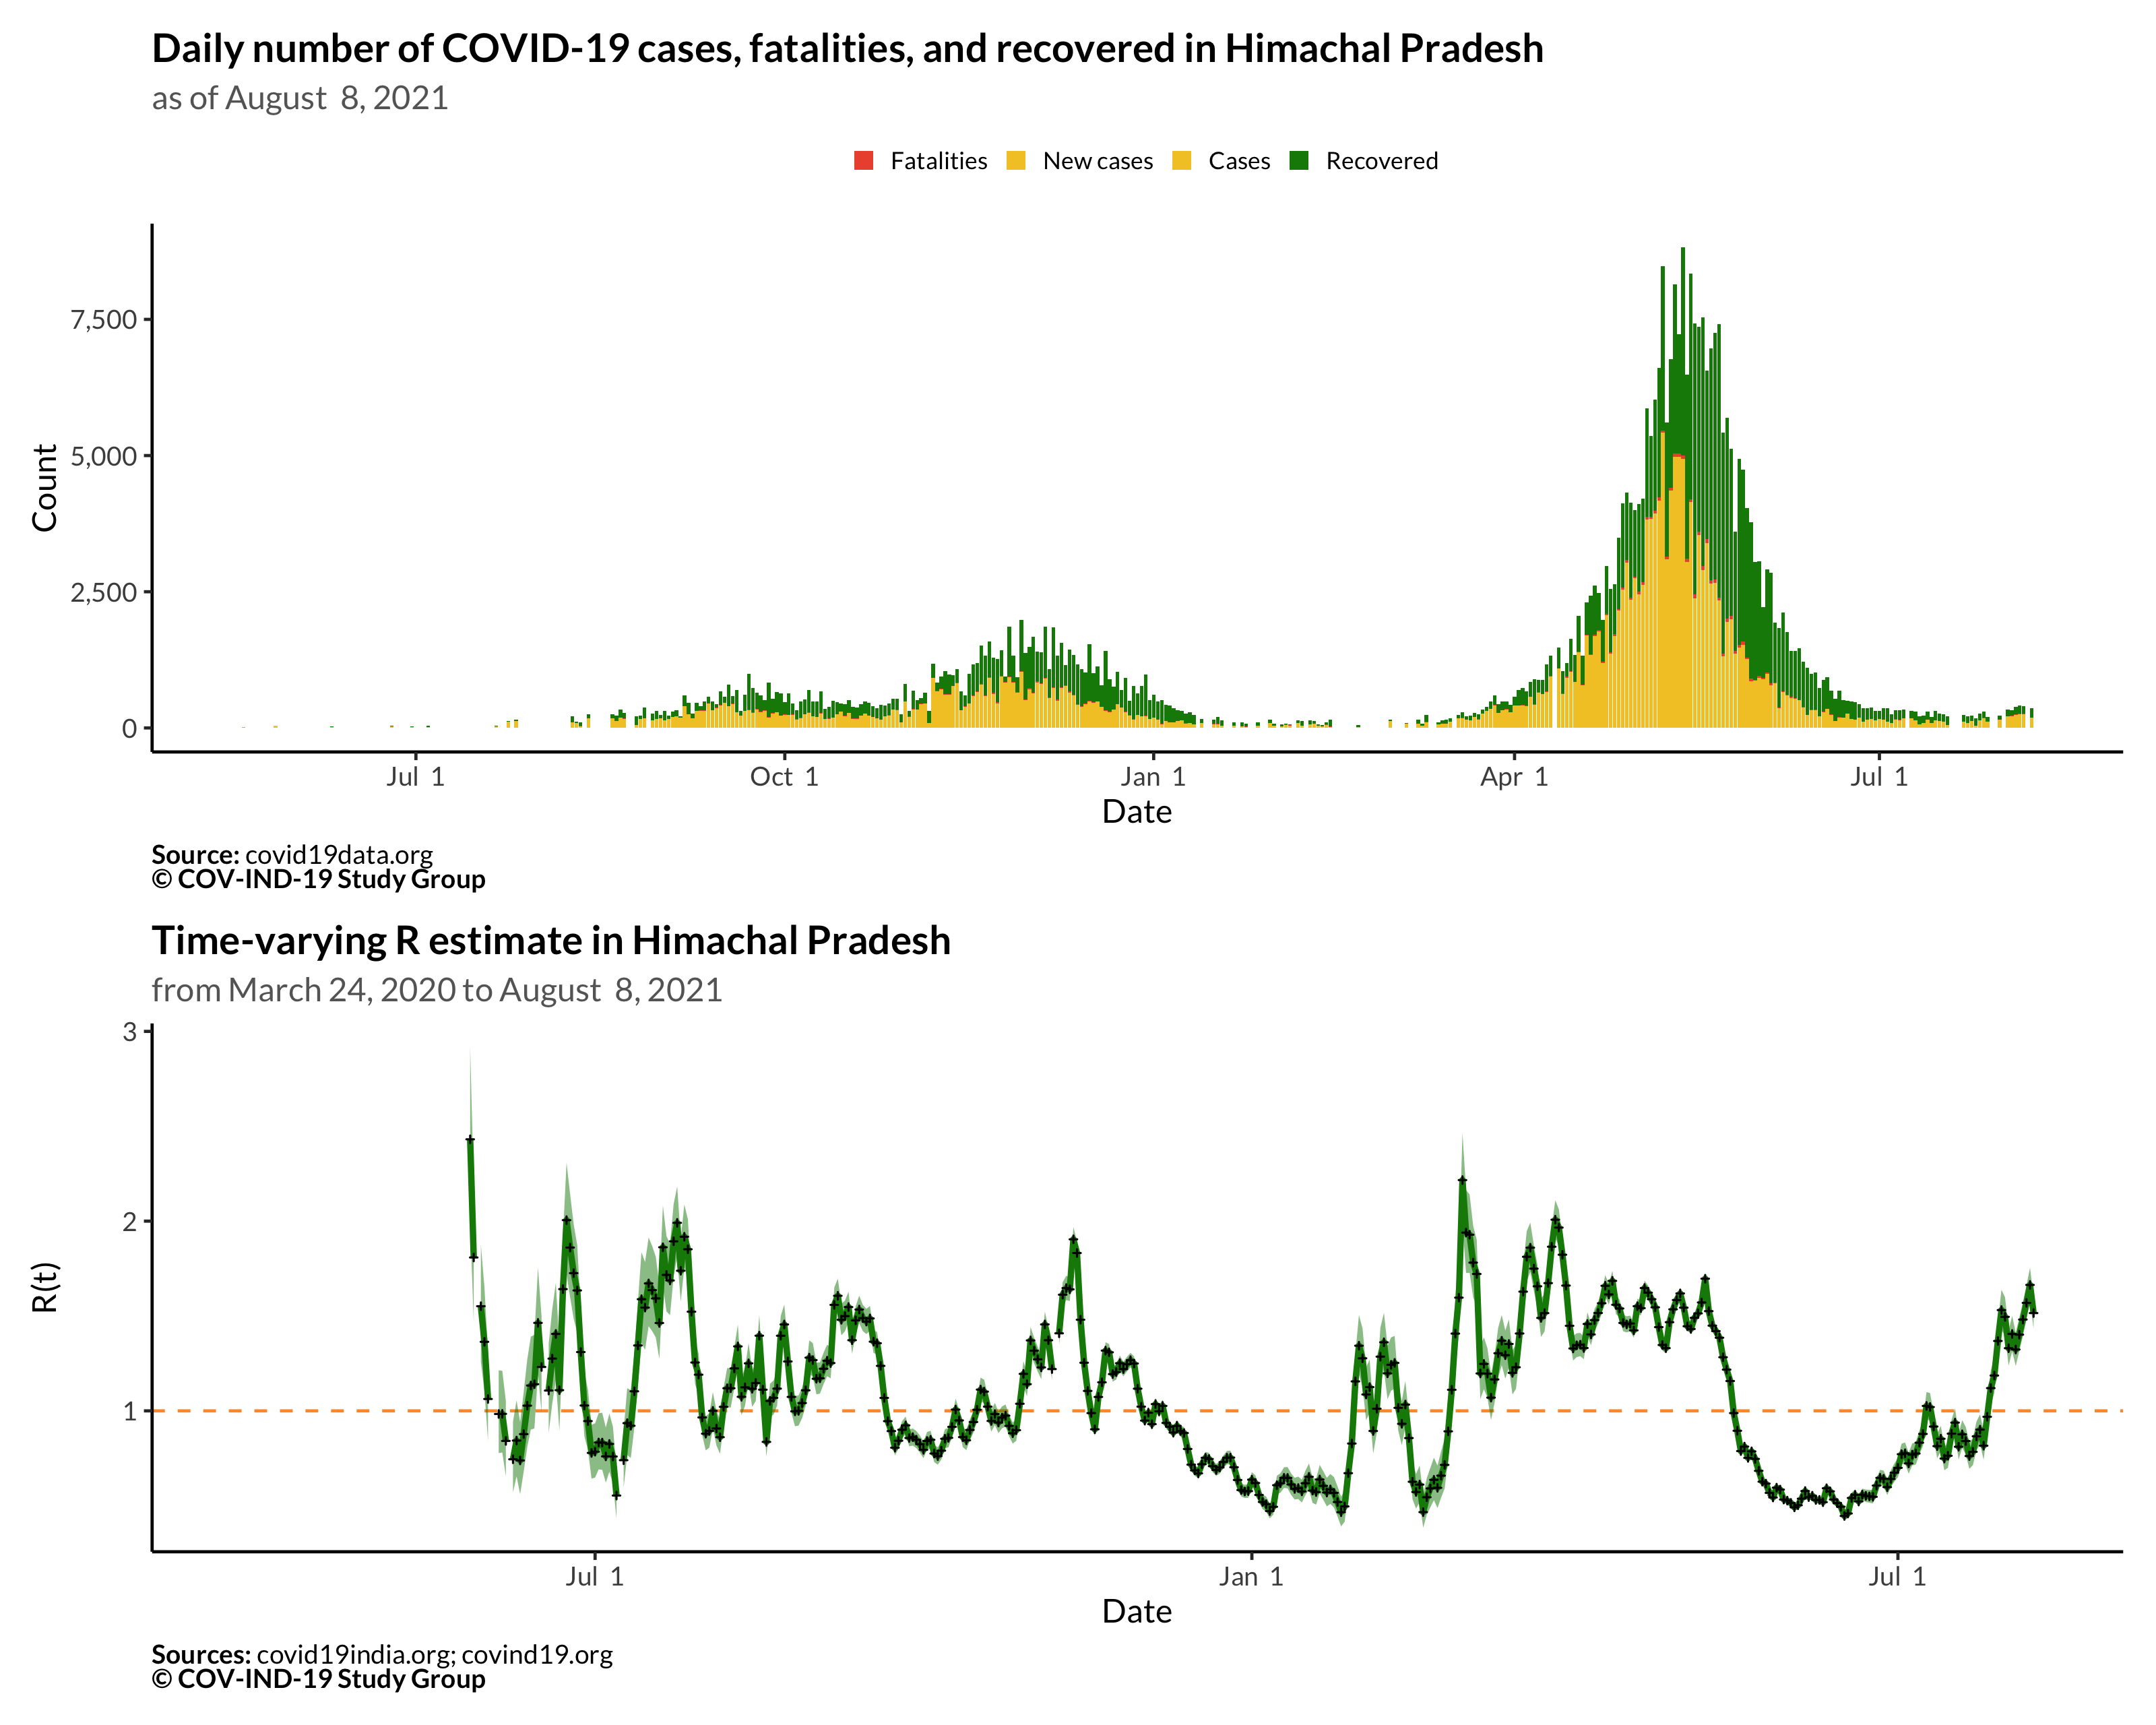 Daily number of COVID-19 cases, fatalities, and recovered in Himachal Pradesh
as of August  8, 2021
Fatalities New cases Cases Recovered
Count
7,500
5,000
2,500
0
Jul  1 Oct  1 Jan  1 Apr  1 Jul  1
Date
Source: covid19data.org
© COV-IND-19 Study Group
Time-varying R estimate in Himachal Pradesh
from March 24, 2020 to August  8, 2021
R(t)
3
2
1
Jul  1 Jan  1 Jul  1
Date
Sources: covid19india.org; covind19.org
© COV-IND-19 Study Group